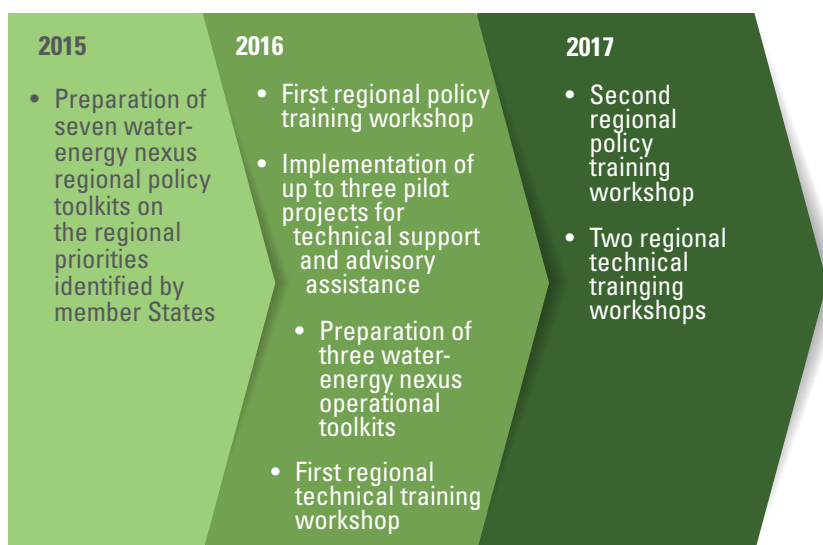 2015
• Preparation of
seven water-
energy nexus
regional policy
toolkits on
the regional
priorities
identified by
member States
2016
• First regional policy
training workshop
• Implementation of
up to three pilot
projects for
technical support
and advisory
assistance
• Preparation of
three water-
energy nexus
operational
toolkits
• First regional
technical training
workshop
2017
• Second
regional
policy
training
workshop
• Two regional
technical
trainging
workshops